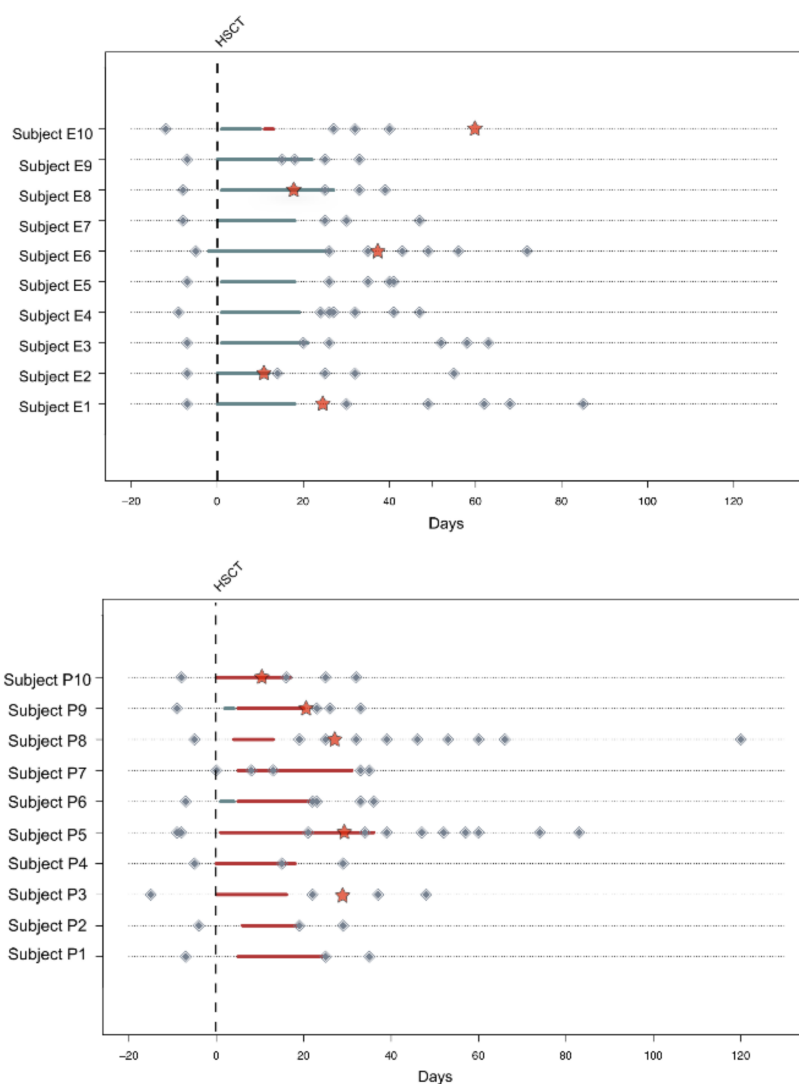 HSCT
Subject E10
Subject E9
Subject E8
Subject E7
Subject E6
Subject E5
Subject E4
Subject E3
Subject E2
Subject E1
−20 0 20 40 60 80 100 120
Days
HSCT
Subject P10
Subject P9
Subject P8
Subject P7
Subject P6
Subject P5
Subject P4
Subject P3
Subject P2
Subject P1
−20 0 20 40 60 80 100 120
Days